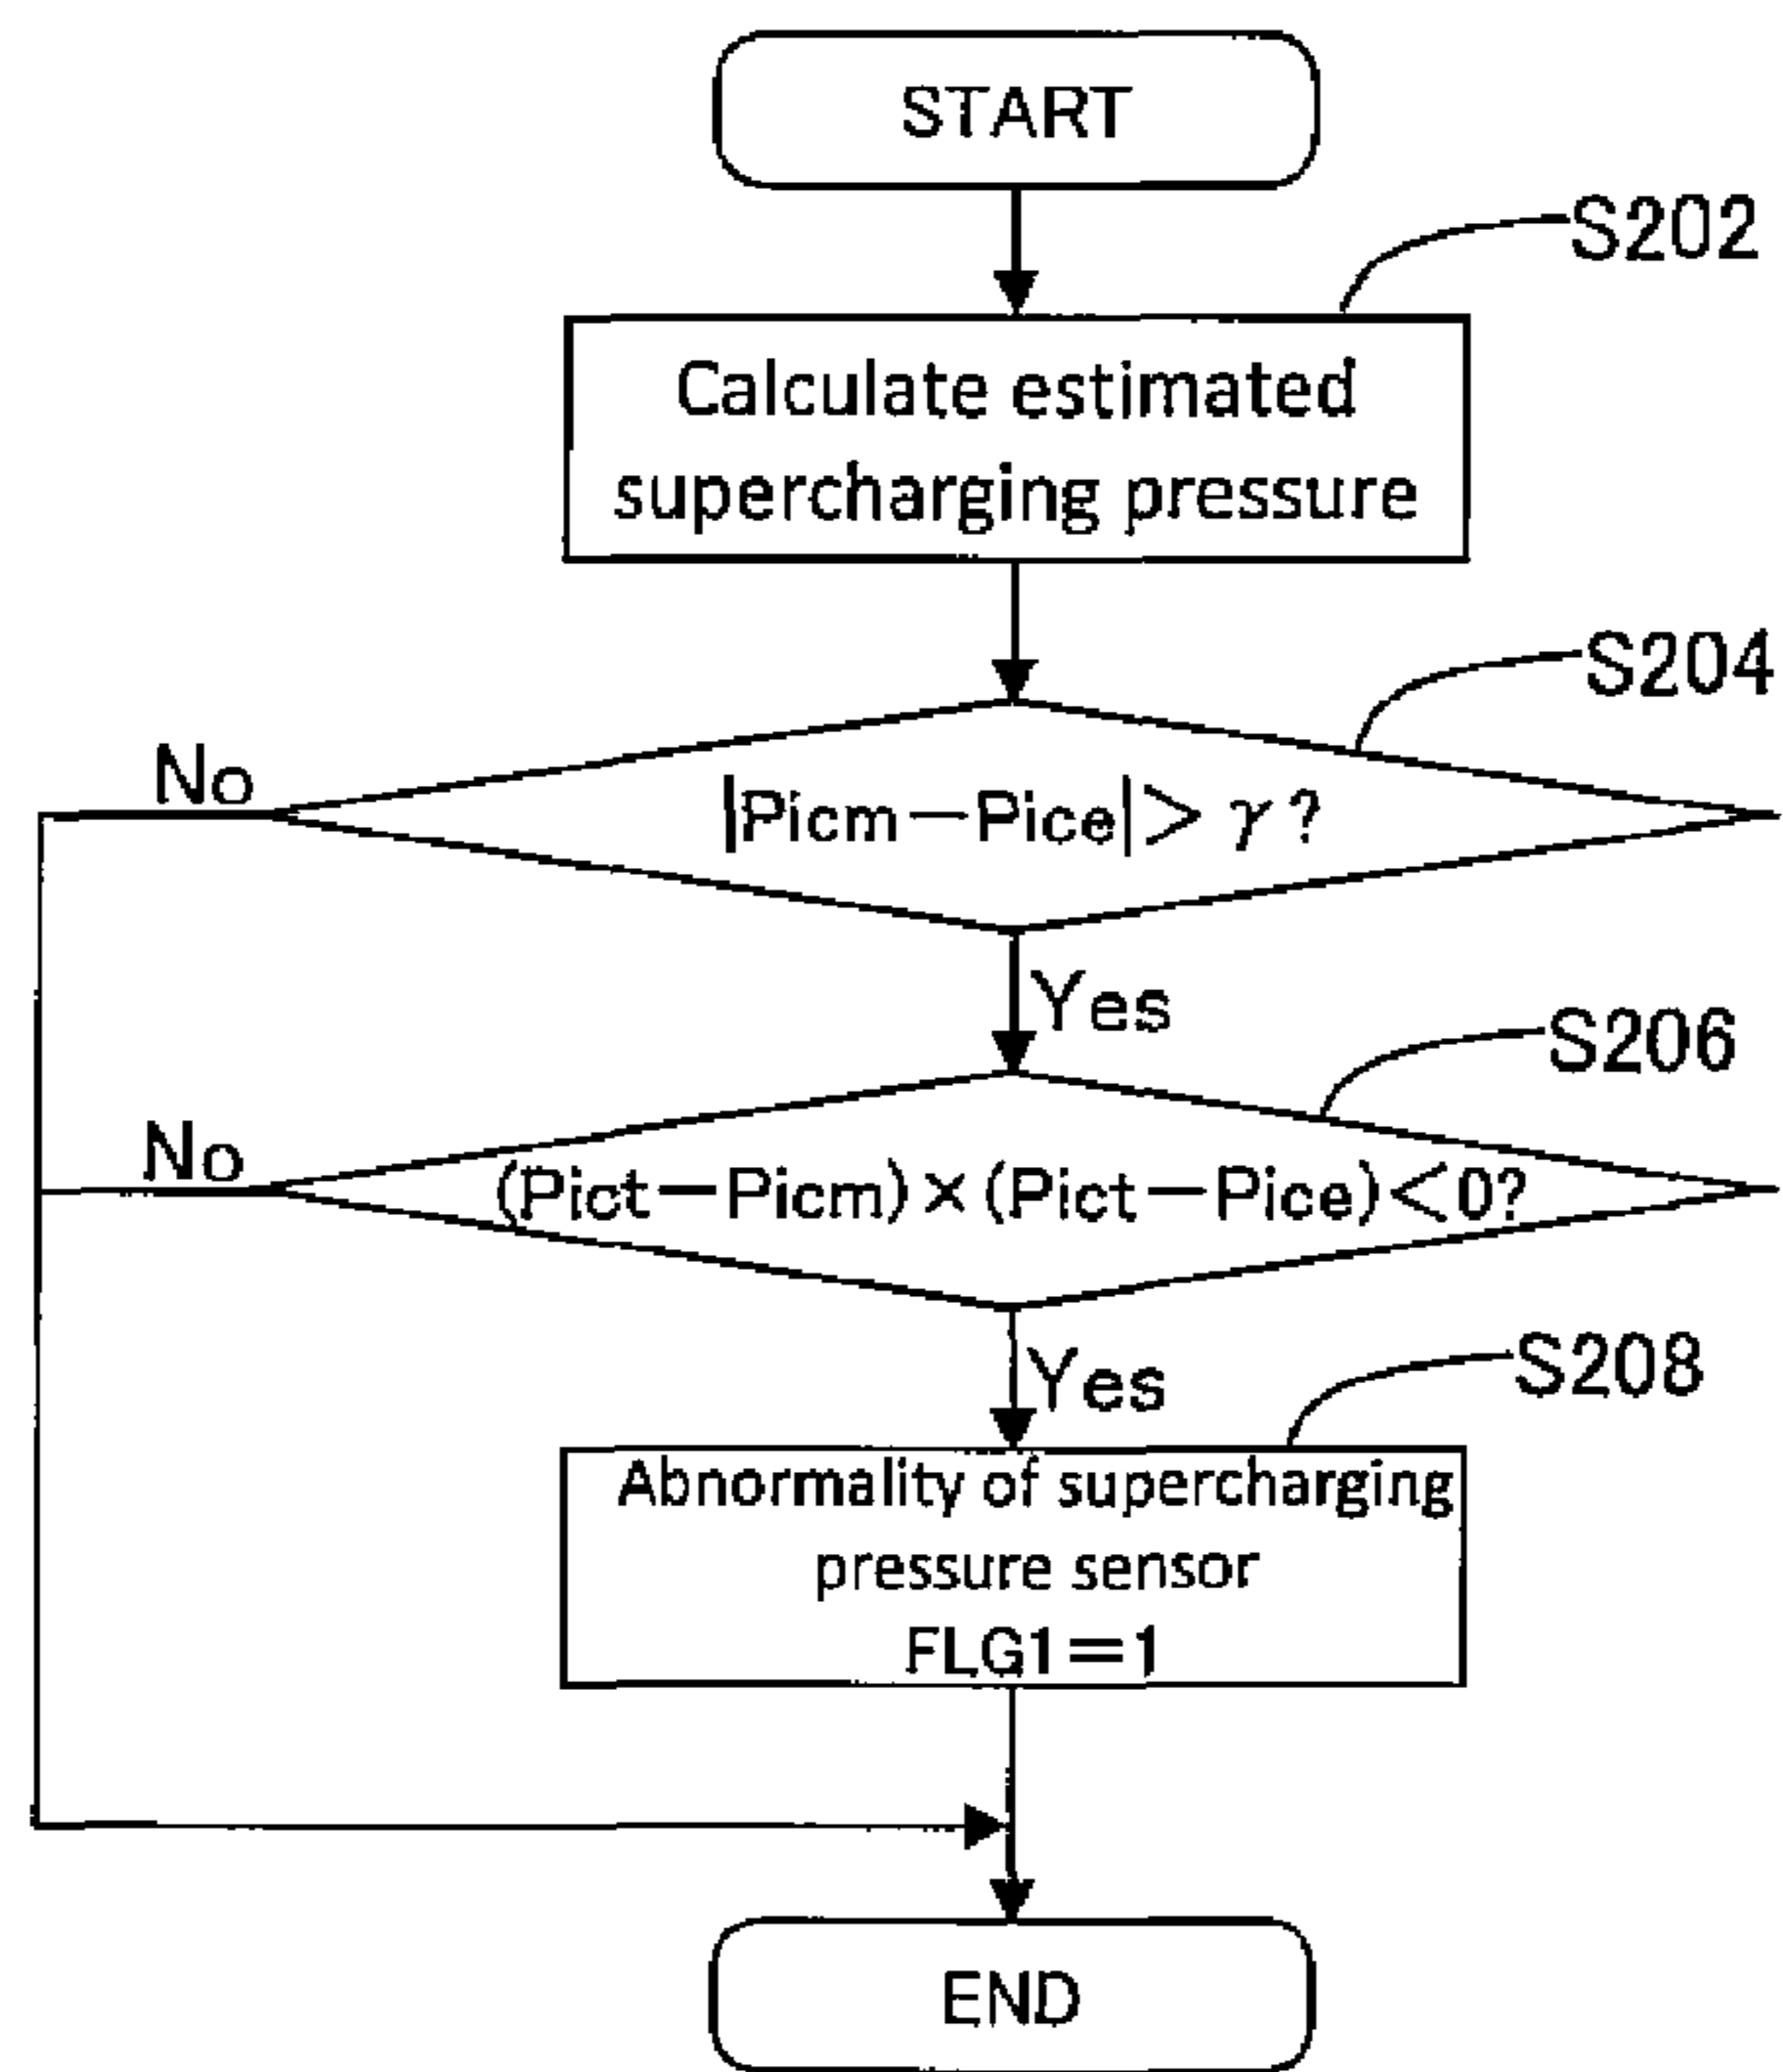 START
S202
Calculate estimated
supercharging pressure
S204
No
|Picm－Pice|＞γ?
Yes
S206
No
(Pict－Picm)×(Pict－Pice)＜0?
Yes
S208
Abnormality of supercharging
pressure sensor
FLG1＝1
END